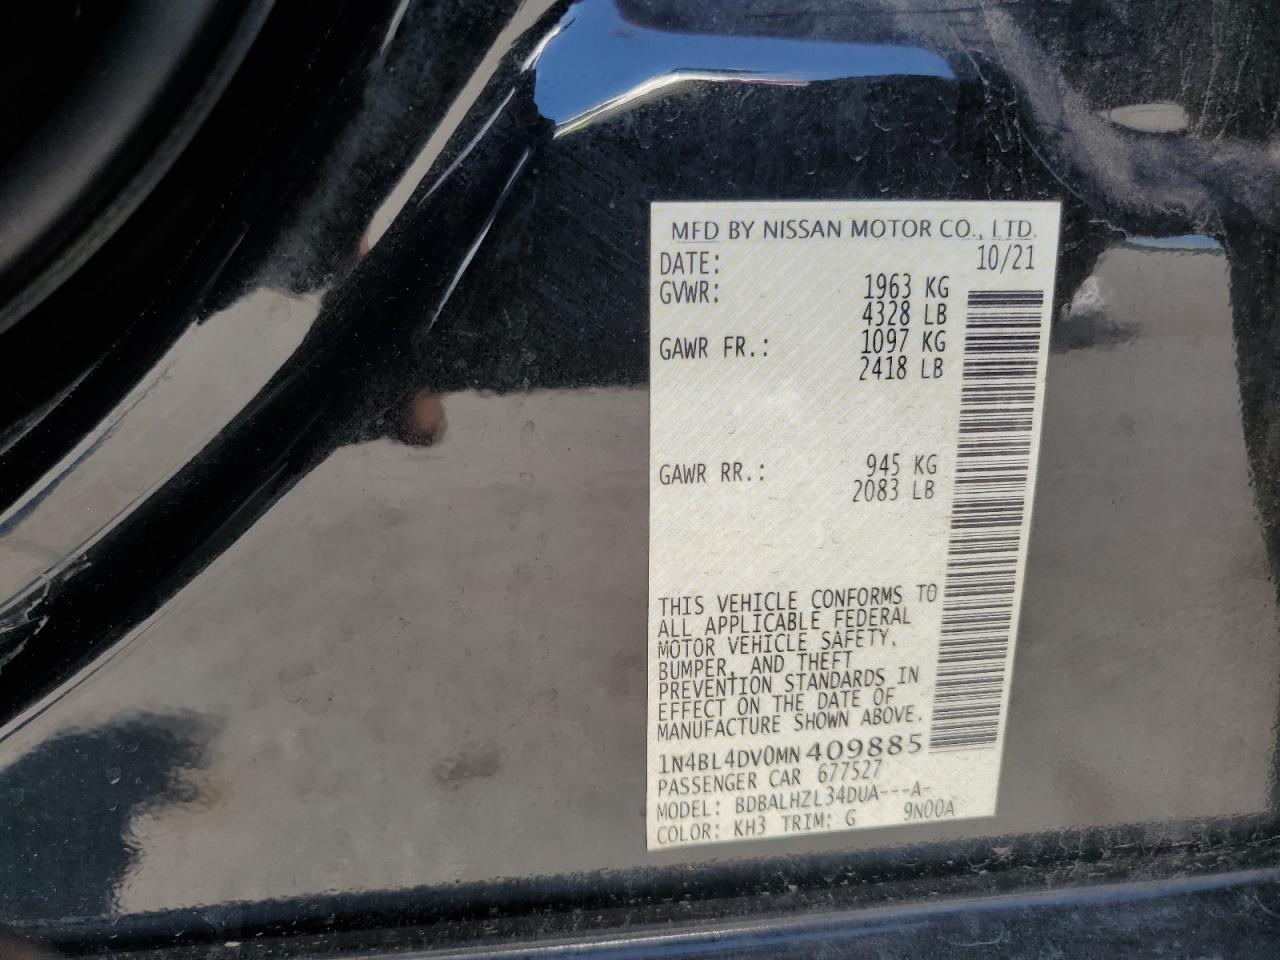 MFD BY NISSAN MOTOR CO., LTD.
DATE: 10/21
GVWR: 1963 KG
4328 LB
GAWR FR.: 1097 KG
2418 LB
GAWR RR.: 945 KG
2083 LB
THIS VEHICLE CONFORMS TO
ALL APPLICABLE FEDERAL
MOTOR VEHICLE SAFETY,
BUMPER, AND THEFT
PREVENTION STANDARDS IN
EFFECT ON THE DATE OF
MANUFACTURE SHOWN ABOVE.
1N4BL4DV0MN409885
PASSENGER CAR 677527
MODEL: BDBALHZL34DUA---A-
COLOR: KH3 TRIM: G 9N00A